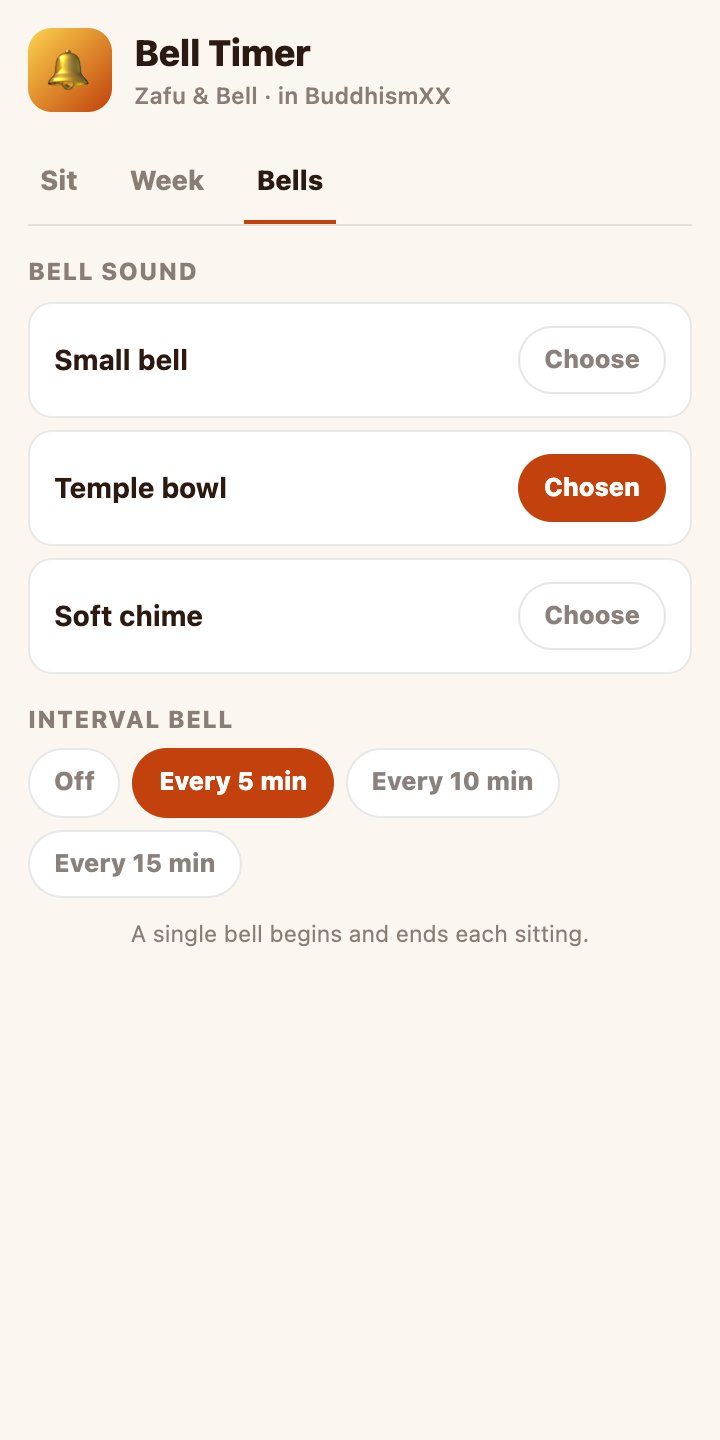 Bell Timer
Zafu & Bell · in BuddhismXX
Sit Week Bells
BELL SOUND
Small bell Choose
Temple bowl Chosen
Soft chime Choose
INTERVAL BELL
Off Every 5 min Every 10 min
Every 15 min
A single bell begins and ends each sitting.